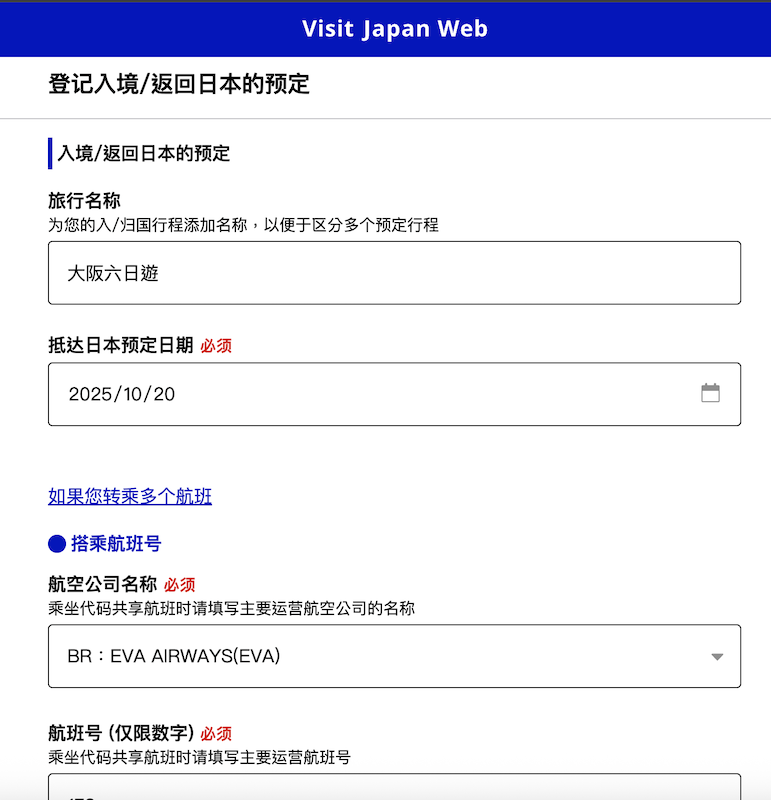 Visit Japan Web
登记入境/返回日本的预定
入境/返回日本的预定
旅行名称
为您的入/归国行程添加名称，以便于区分多个预定行程
大阪六日遊
抵达日本预定日期 必须
2025/10/20
如果您转乘多个航班
搭乘航班号
航空公司名称 必须
乘坐代码共享航班时请填写主要运营航空公司的名称
BR：EVA AIRWAYS(EVA)
航班号 (仅限数字) 必须
乘坐代码共享航班时请填写主要运营航班号